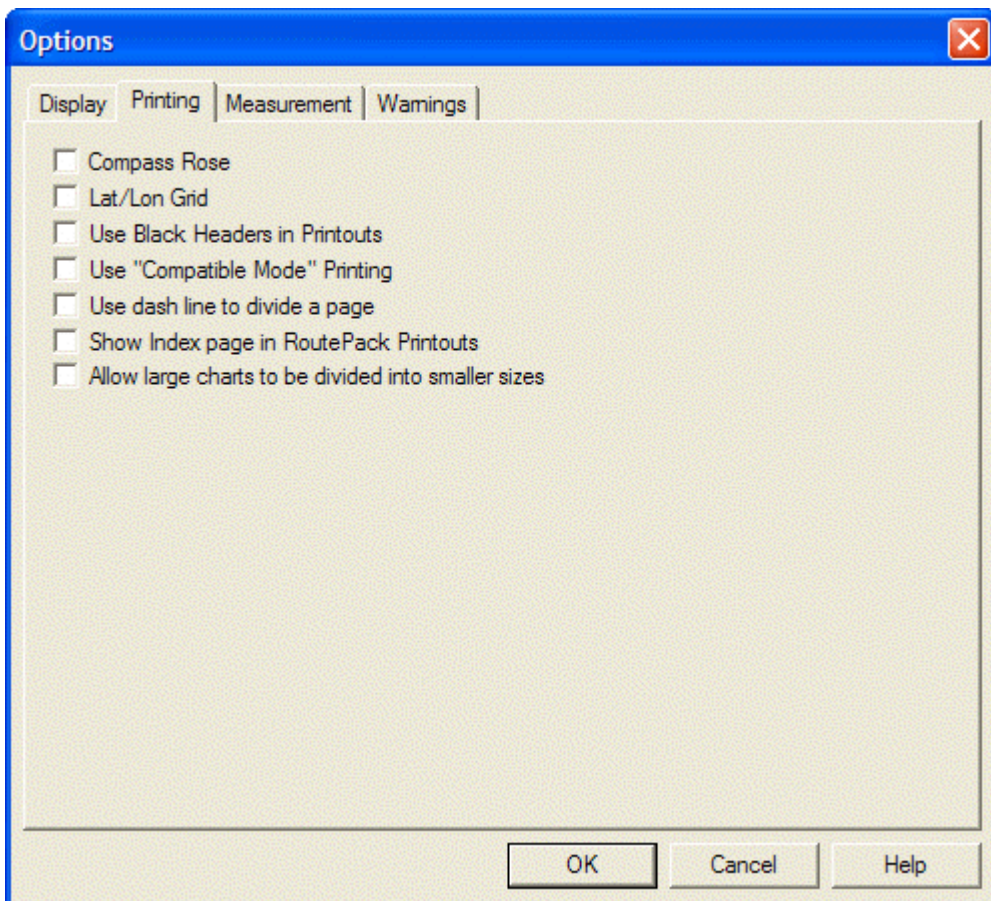 Options
Display Printing Measurement Warnings
Compass Rose
Lat/Lon Grid
Use Black Headers in Printouts
Use "Compatible Mode" Printing
Use dash line to divide a page
Show Index page in RoutePack Printouts
Allow large charts to be divided into smaller sizes
OK Cancel Help